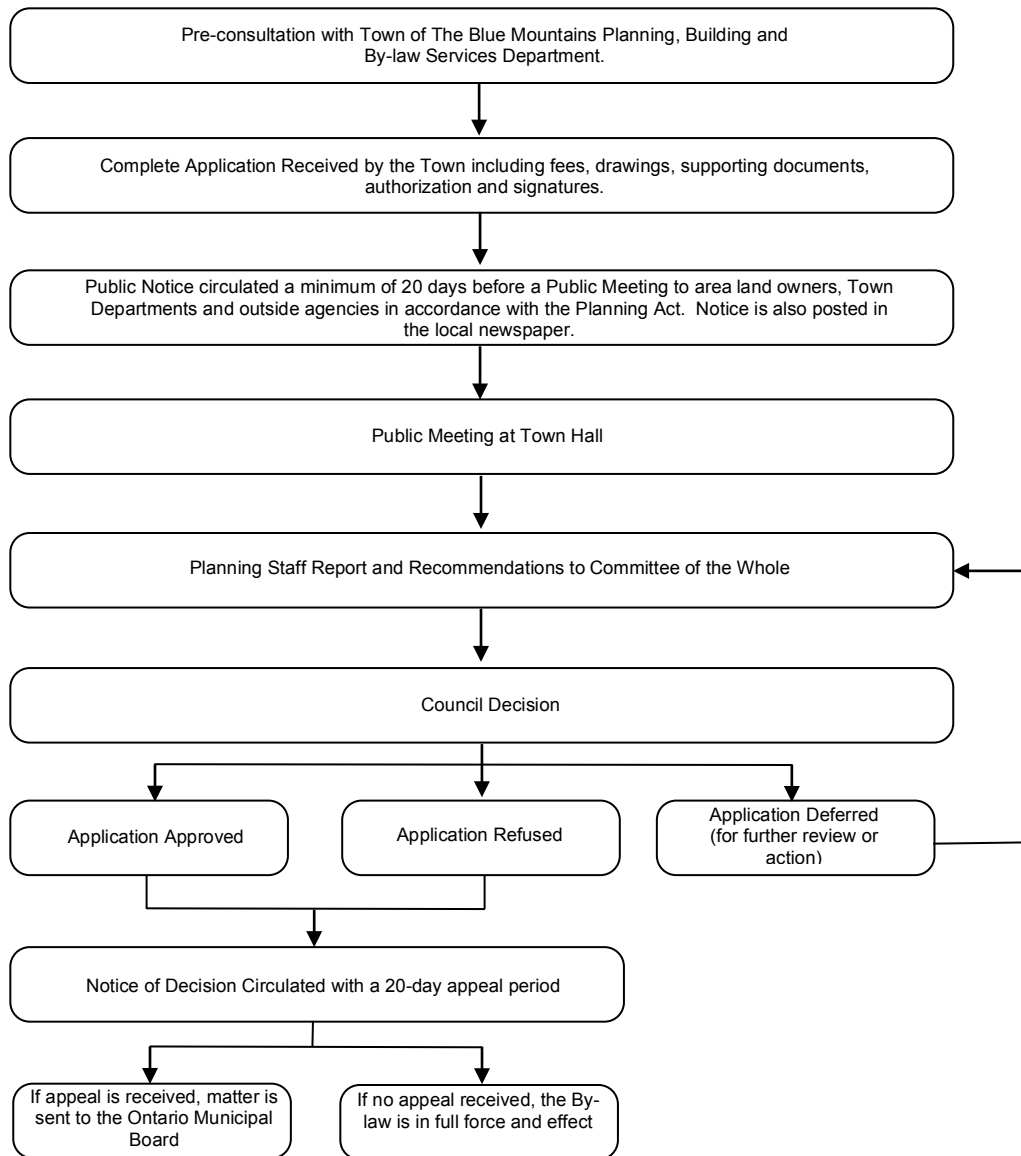 Pre-consultation with Town of The Blue Mountains Planning, Building and
By-law Services Department.
Complete Application Received by the Town including fees, drawings, supporting documents,
authorization and signatures.
Public Notice circulated a minimum of 20 days before a Public Meeting to area land owners, Town
Departments and outside agencies in accordance with the Planning Act.  Notice is also posted in
the local newspaper.
Public Meeting at Town Hall
Planning Staff Report and Recommendations to Committee of the Whole
Council Decision
Application Approved
Application Refused
Application Deferred
(for further review or
action)
Notice of Decision Circulated with a 20-day appeal period
If appeal is received, matter is
sent to the Ontario Municipal
Board
If no appeal received, the By-
law is in full force and effect